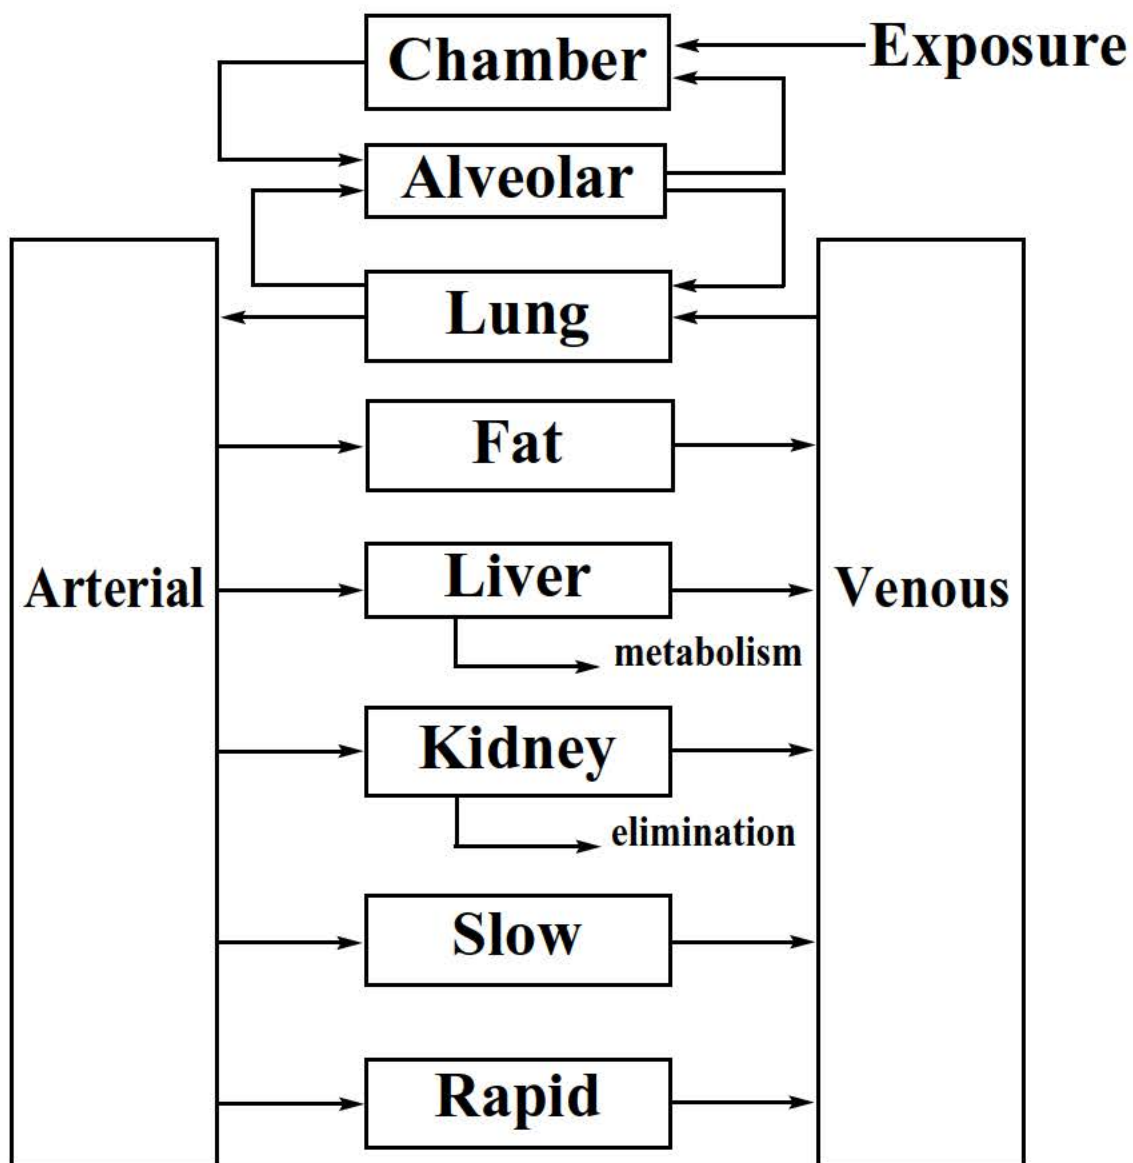 Chamber
Exposure
Alveolar
Lung
Fat
Arterial
Liver
Venous
metabolism
Kidney
elimination
Slow
Rapid